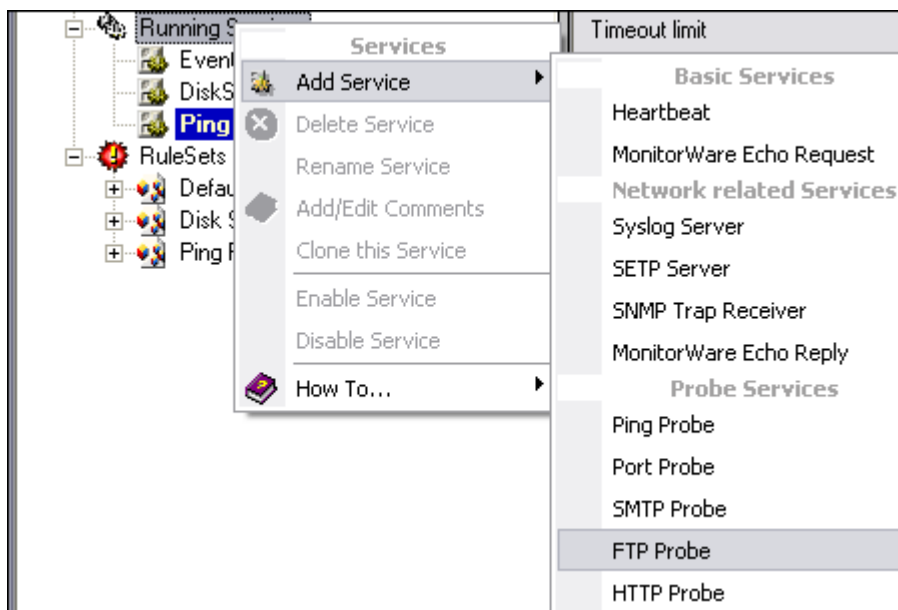 Running
Timeout limit
Event
Ping
RuleSets
Disk
Ping
Services
Add Service
Delete Service
Rename Service
Add/Edit Comments
Clone this Service
Enable Service
Disable Service
How To...
Basic Services
Heartbeat
MonitorWare Echo Request
Network related Services
Syslog Server
SETP Server
SNMP Trap Receiver
MonitorWare Echo Reply
Probe Services
Ping Probe
Port Probe
SMTP Probe
FTP Probe
HTTP Probe